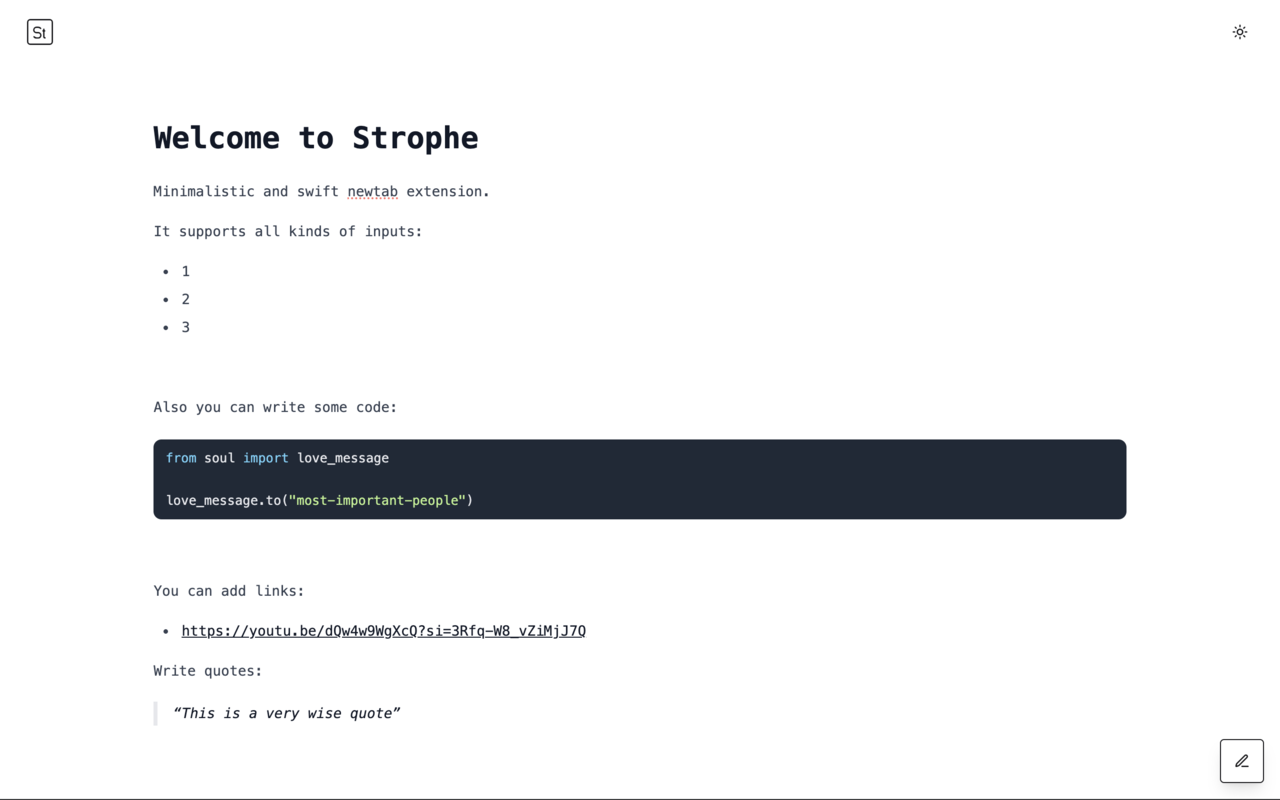 St
Welcome to Strophe
Minimalistic and swift newtab extension.
It supports all kinds of inputs:
• 1
• 2
• 3
Also you can write some code:
from soul import love_message
love_message.to("most-important-people")
You can add links:
• https://youtu.be/dQw4w9WgXcQ?si=3Rfq-W8_vZiMjJ7Q
Write quotes:
“This is a very wise quote”